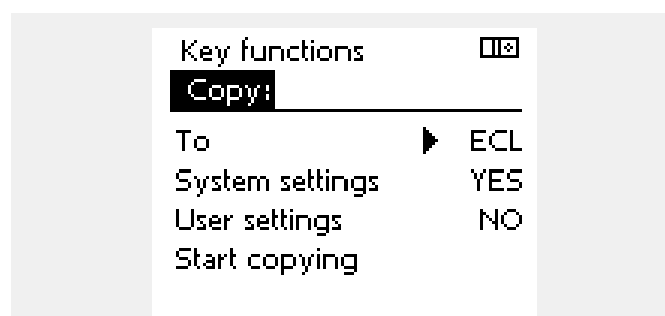 Key functions
Copy:
To ECL
System settings YES
User settings NO
Start copying